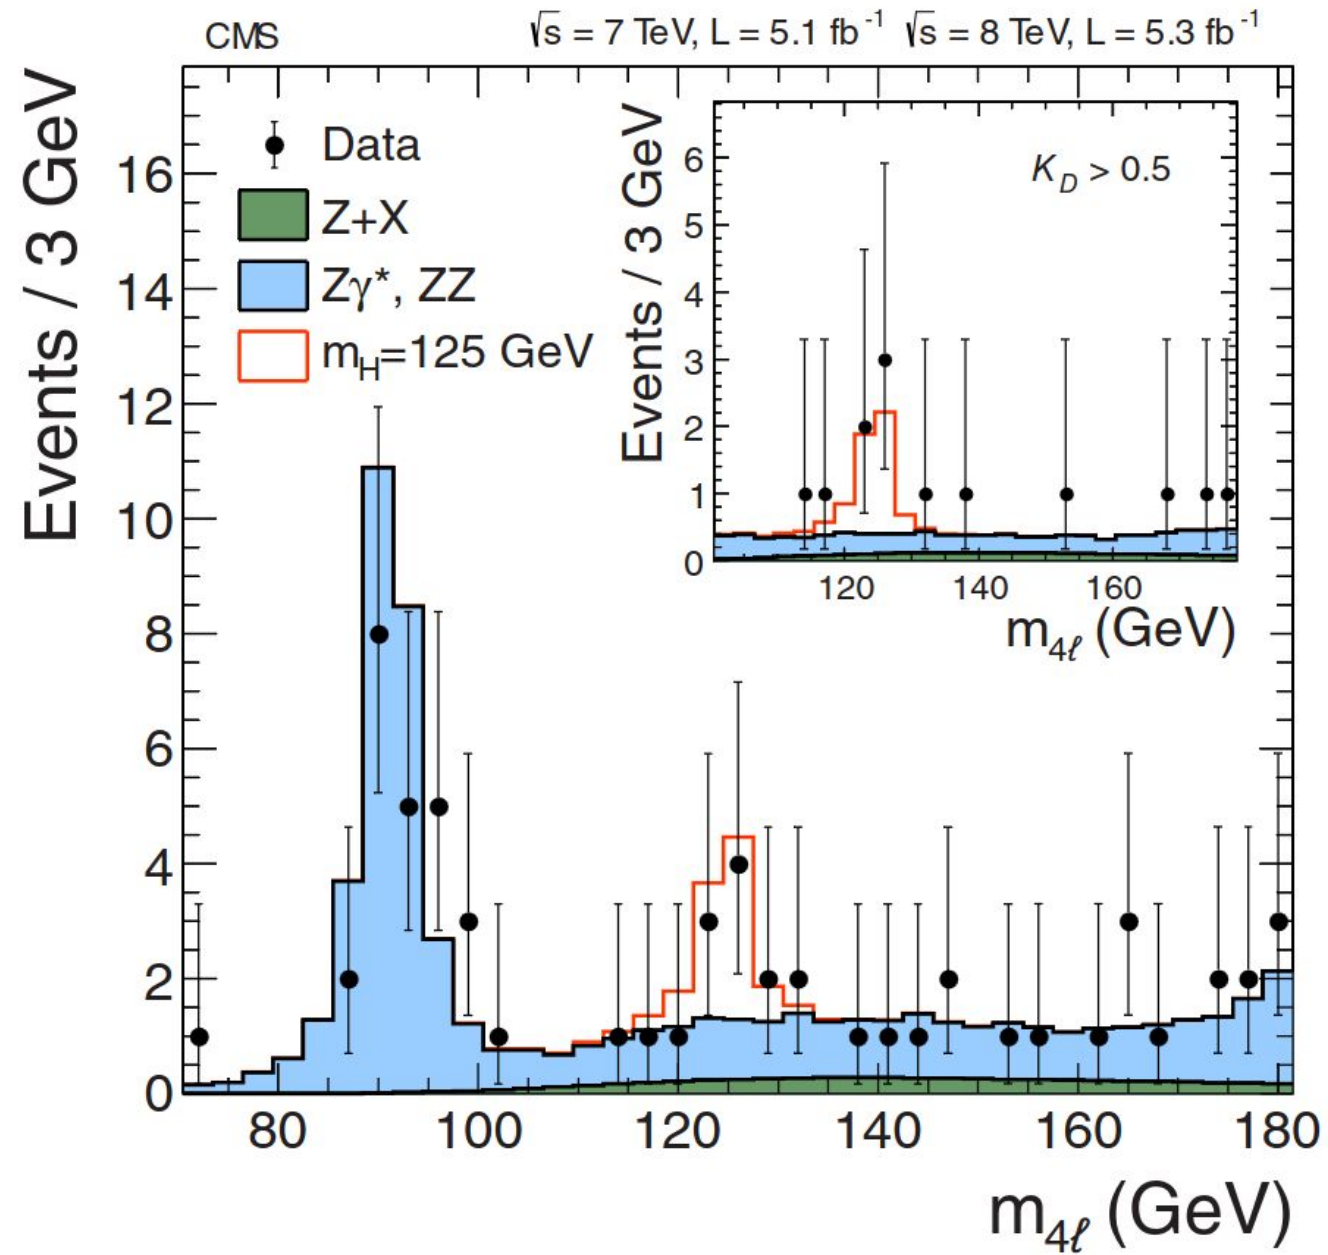 CMS √s = 7 TeV, L = 5.1 fb⁻¹ √s = 8 TeV, L = 5.3 fb⁻¹
Events / 3 GeV
16
14
12
10
8
6
4
2
0
Data
Z+X
Zγ*, ZZ
m_H=125 GeV
80 100 120 140 160 180
m_4ℓ (GeV)
K_D > 0.5
Events / 3 GeV
6
5
4
3
2
1
0
120 140 160
m_4ℓ (GeV)